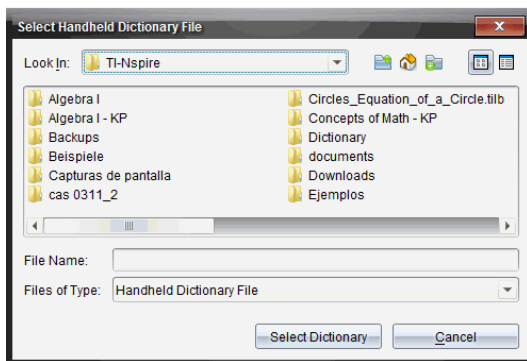 Select Handheld Dictionary File
Look In: TI-Nspire
Algebra I
Algebra I - KP
Backups
Beispiele
Capturas de pantalla
cas 0311_2
Circles_Equation_of_a_Circle.tilb
Concepts of Math - KP
Dictionary
documents
Downloads
Ejemplos
File Name:
Files of Type: Handheld Dictionary File
Select Dictionary Cancel